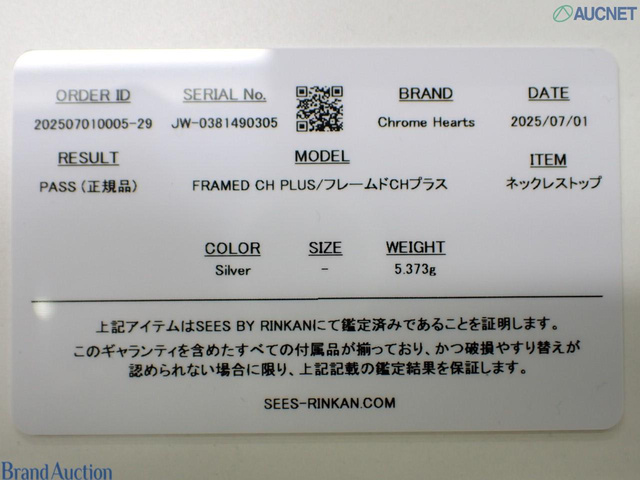 AUCNET
ORDER ID SERIAL No. BRAND DATE
202507010005-29 JW-0381490305 Chrome Hearts 2025/07/01
RESULT MODEL ITEM
PASS (正規品) FRAMED CH PLUS/フレームドCHプラス ネックレストップ
COLOR SIZE WEIGHT
Silver - 5.373g
上記アイテムはSEES BY RINKANにて鑑定済みであることを証明します。
このギャランティを含めたすべての付属品が揃っており、かつ破損やすり替えが
認められない場合に限り、上記記載の鑑定結果を保証します。
SEES-RINKAN.COM
Brand Auction